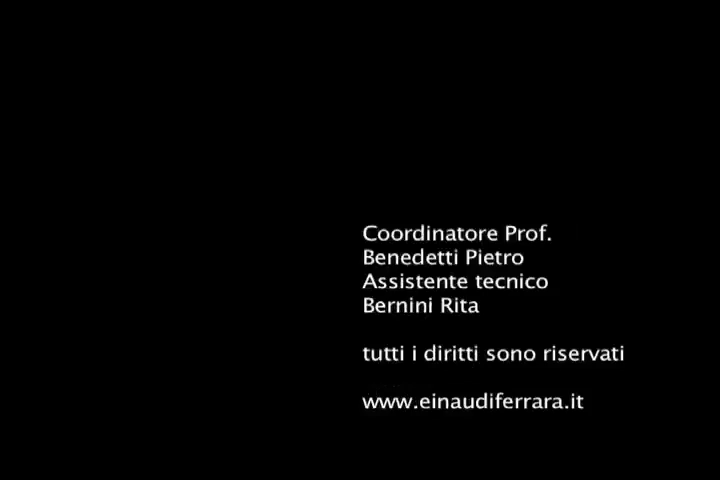 Coordinatore Prof.
Benedetti Pietro
Assistente tecnico
Bernini Rita
tutti i diritti sono riservati
www.einaudiferrara.it